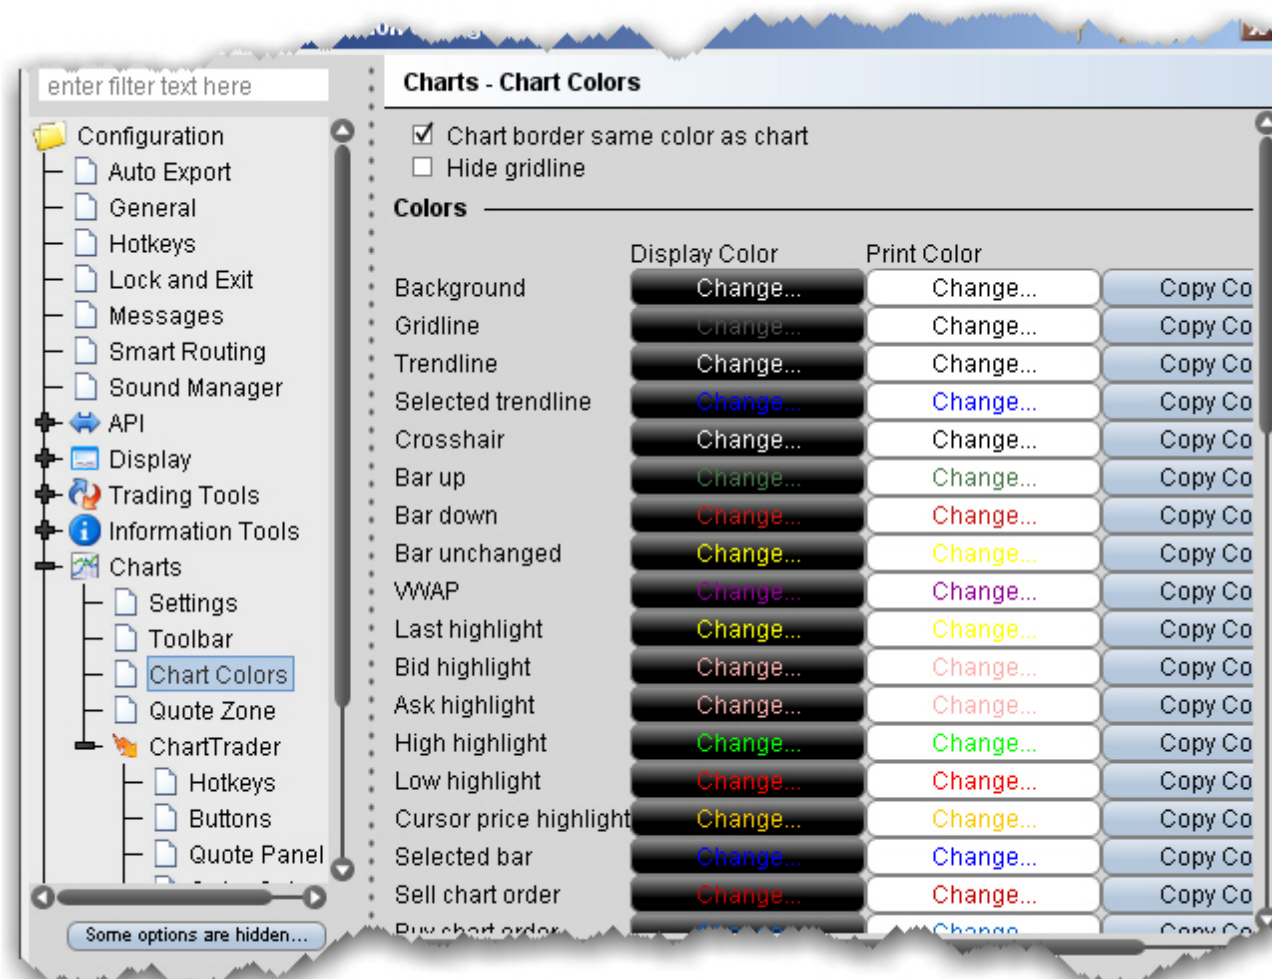 enter filter text here
Configuration
Auto Export
General
Hotkeys
Lock and Exit
Messages
Smart Routing
Sound Manager
API
Display
Trading Tools
Information Tools
Charts
Settings
Toolbar
Chart Colors
Quote Zone
ChartTrader
Hotkeys
Buttons
Quote Panel
Some options are hidden...
Charts - Chart Colors
Chart border same color as chart
Hide gridline
Colors
Display Color Print Color
Background Change... Change... Copy Co
Gridline Change... Change... Copy Co
Trendline Change... Change... Copy Co
Selected trendline Change... Change... Copy Co
Crosshair Change... Change... Copy Co
Bar up Change... Change... Copy Co
Bar down Change... Change... Copy Co
Bar unchanged Change... Change... Copy Co
VWAP Change... Change... Copy Co
Last highlight Change... Change... Copy Co
Bid highlight Change... Change... Copy Co
Ask highlight Change... Change... Copy Co
High highlight Change... Change... Copy Co
Low highlight Change... Change... Copy Co
Cursor price highlight Change... Change... Copy Co
Selected bar Change... Change... Copy Co
Sell chart order Change... Change... Copy Co
Buy chart order Change... Change... Copy Co